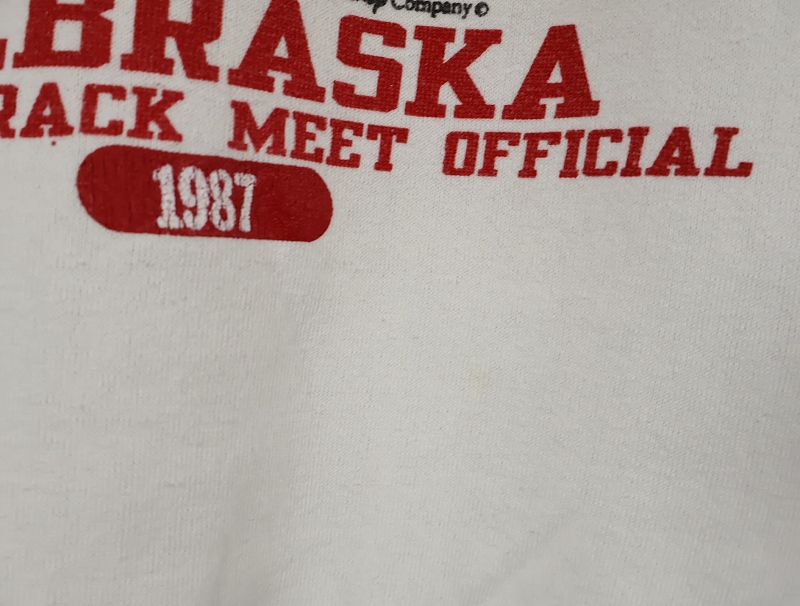 Company ©
BRASKA
RACK MEET OFFICIAL
1987